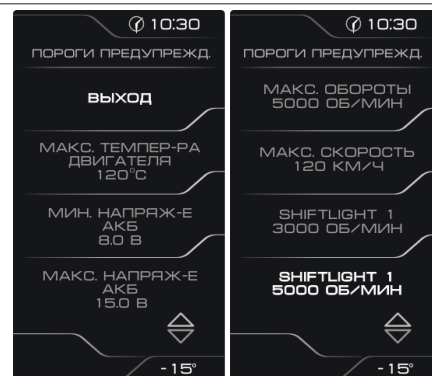 10:30
ПОРОГИ ПРЕДУПРЕЖД.
ВЫХОД
МАКС. ТЕМПЕР-РА
ДВИГАТЕЛЯ
120°C
МИН. НАПРЯЖ-Е
АКБ
8.0 В
МАКС. НАПРЯЖ-Е
АКБ
15.0 В
-15°
10:30
ПОРОГИ ПРЕДУПРЕЖД.
МАКС. ОБОРОТЫ
5000 ОБ/МИН
МАКС. СКОРОСТЬ
120 КМ/Ч
SHIFTLIGHT 1
3000 ОБ/МИН
SHIFTLIGHT 1
5000 ОБ/МИН
-15°